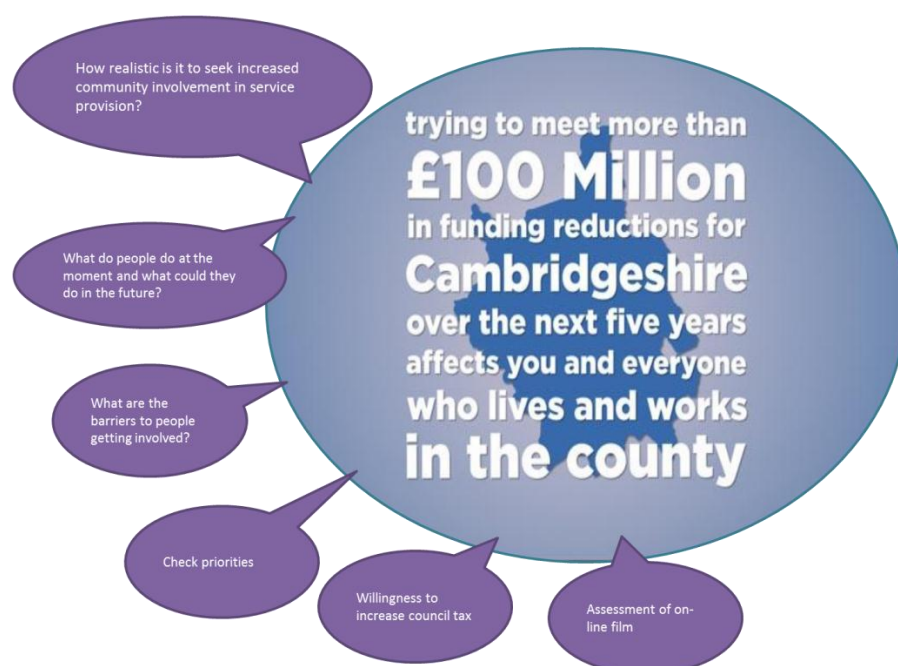 How realistic is it to seek increased
community involvement in service
provision?
What do people do at the
moment and what could they
do in the future?
What are the
barriers to people
getting involved?
Check priorities
Willingness to
increase council tax
Assessment of on-
line film
trying to meet more than
£100 Million
in funding reductions for
Cambridgeshire
over the next five years
affects you and everyone
who lives and works
in the county